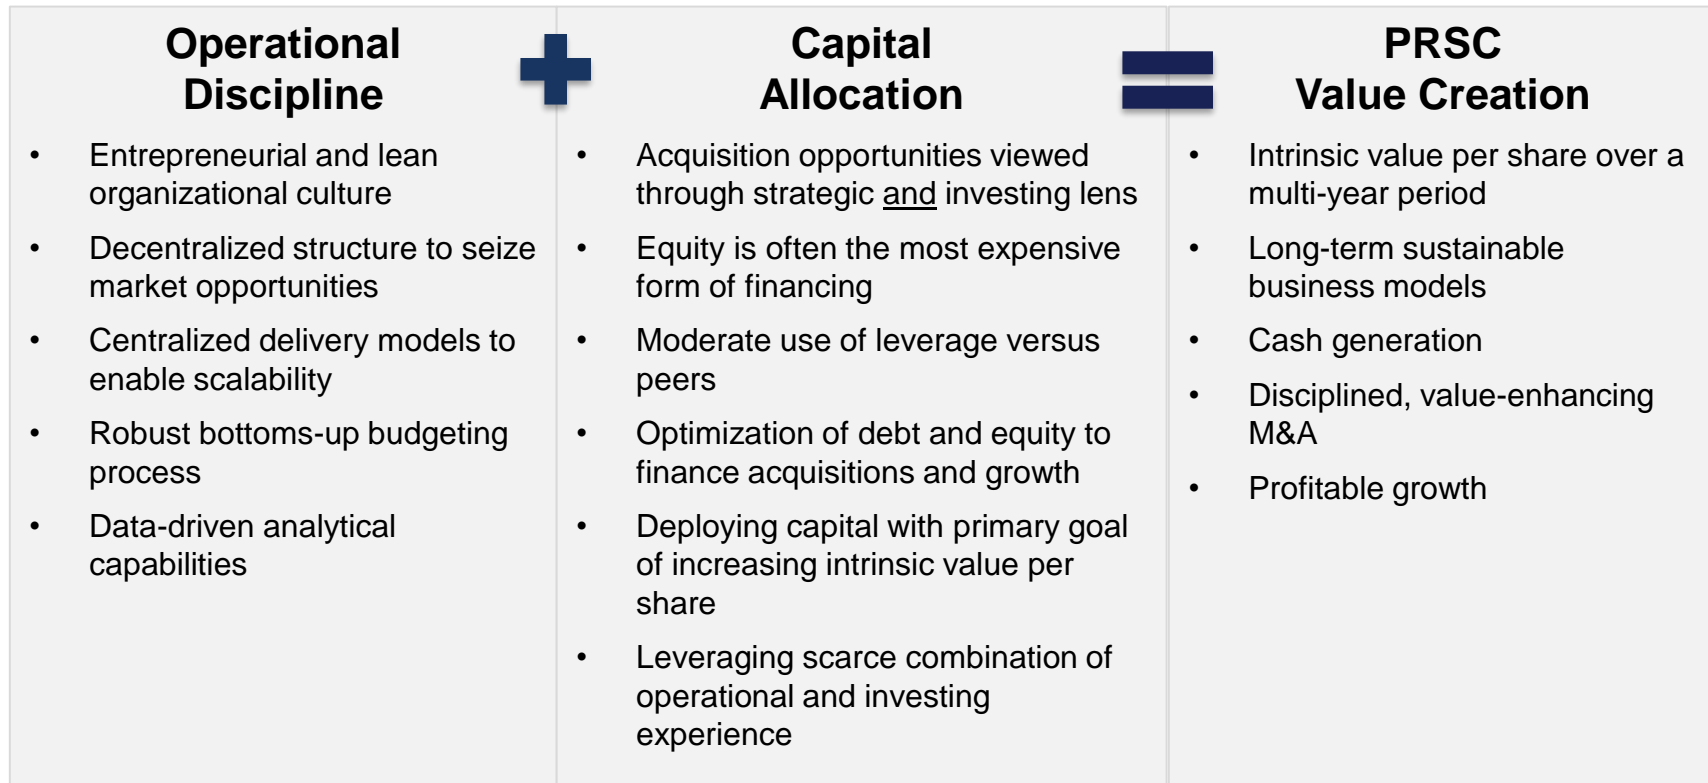 Operational
Discipline
• Entrepreneurial and lean
organizational culture
• Decentralized structure to seize
market opportunities
• Centralized delivery models to
enable scalability
• Robust bottoms-up budgeting
process
• Data-driven analytical
capabilities
Capital
Allocation
• Acquisition opportunities viewed
through strategic and investing lens
• Equity is often the most expensive
form of financing
• Moderate use of leverage versus
peers
• Optimization of debt and equity to
finance acquisitions and growth
• Deploying capital with primary goal
of increasing intrinsic value per
share
• Leveraging scarce combination of
operational and investing
experience
PRSC
Value Creation
• Intrinsic value per share over a
multi-year period
• Long-term sustainable
business models
• Cash generation
• Disciplined, value-enhancing
M&A
• Profitable growth